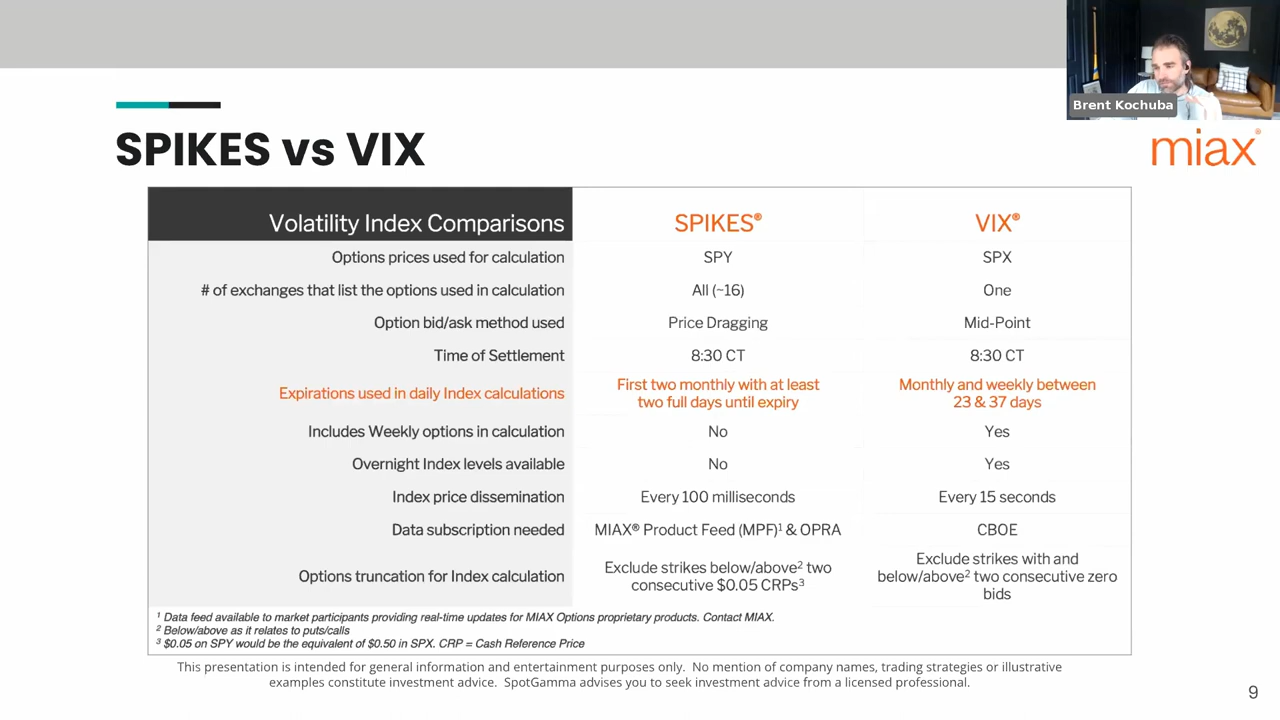 Brent Kochuba
miax®
SPIKES vs VIX
Volatility Index Comparisons SPIKES® VIX®
Options prices used for calculation SPY SPX
# of exchanges that list the options used in calculation All (~16) One
Option bid/ask method used Price Dragging Mid-Point
Time of Settlement 8:30 CT 8:30 CT
Expirations used in daily Index calculations First two monthly with at least two full days until expiry Monthly and weekly between 23 & 37 days
Includes Weekly options in calculation No Yes
Overnight Index levels available No Yes
Index price dissemination Every 100 milliseconds Every 15 seconds
Data subscription needed MIAX® Product Feed (MPF)¹ & OPRA CBOE
Options truncation for Index calculation Exclude strikes below/above² two consecutive $0.05 CRPs³ Exclude strikes with and below/above² two consecutive zero bids
¹ Data feed available to market participants providing real-time updates for MIAX Options proprietary products. Contact MIAX.
² Below/above as it relates to puts/calls
³ $0.05 on SPY would be the equivalent of $0.50 in SPX. CRP = Cash Reference Price
This presentation is intended for general information and entertainment purposes only. No mention of company names, trading strategies or illustrative
examples constitute investment advice. SpotGamma advises you to seek investment advice from a licensed professional.
9